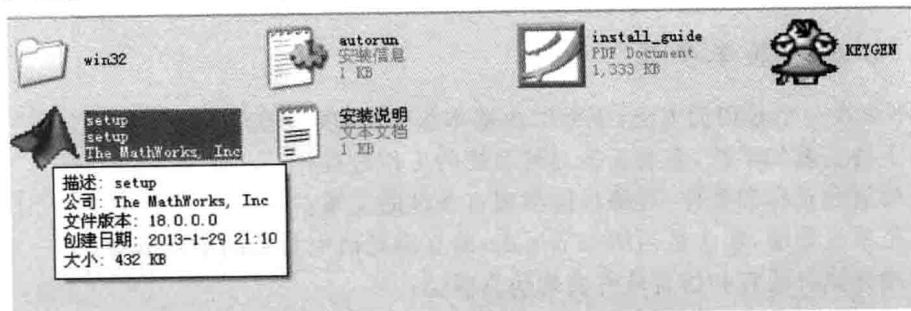 win32
autorun
安装信息
1 KB
install_guide
PDF Document
1,333 KB
KEYGEN
setup
setup
The MathWorks, Inc
安装说明
文本文档
1 KB
描述: setup
公司: The MathWorks, Inc
文件版本: 18.0.0.0
创建日期: 2013-1-29 21:10
大小: 432 KB